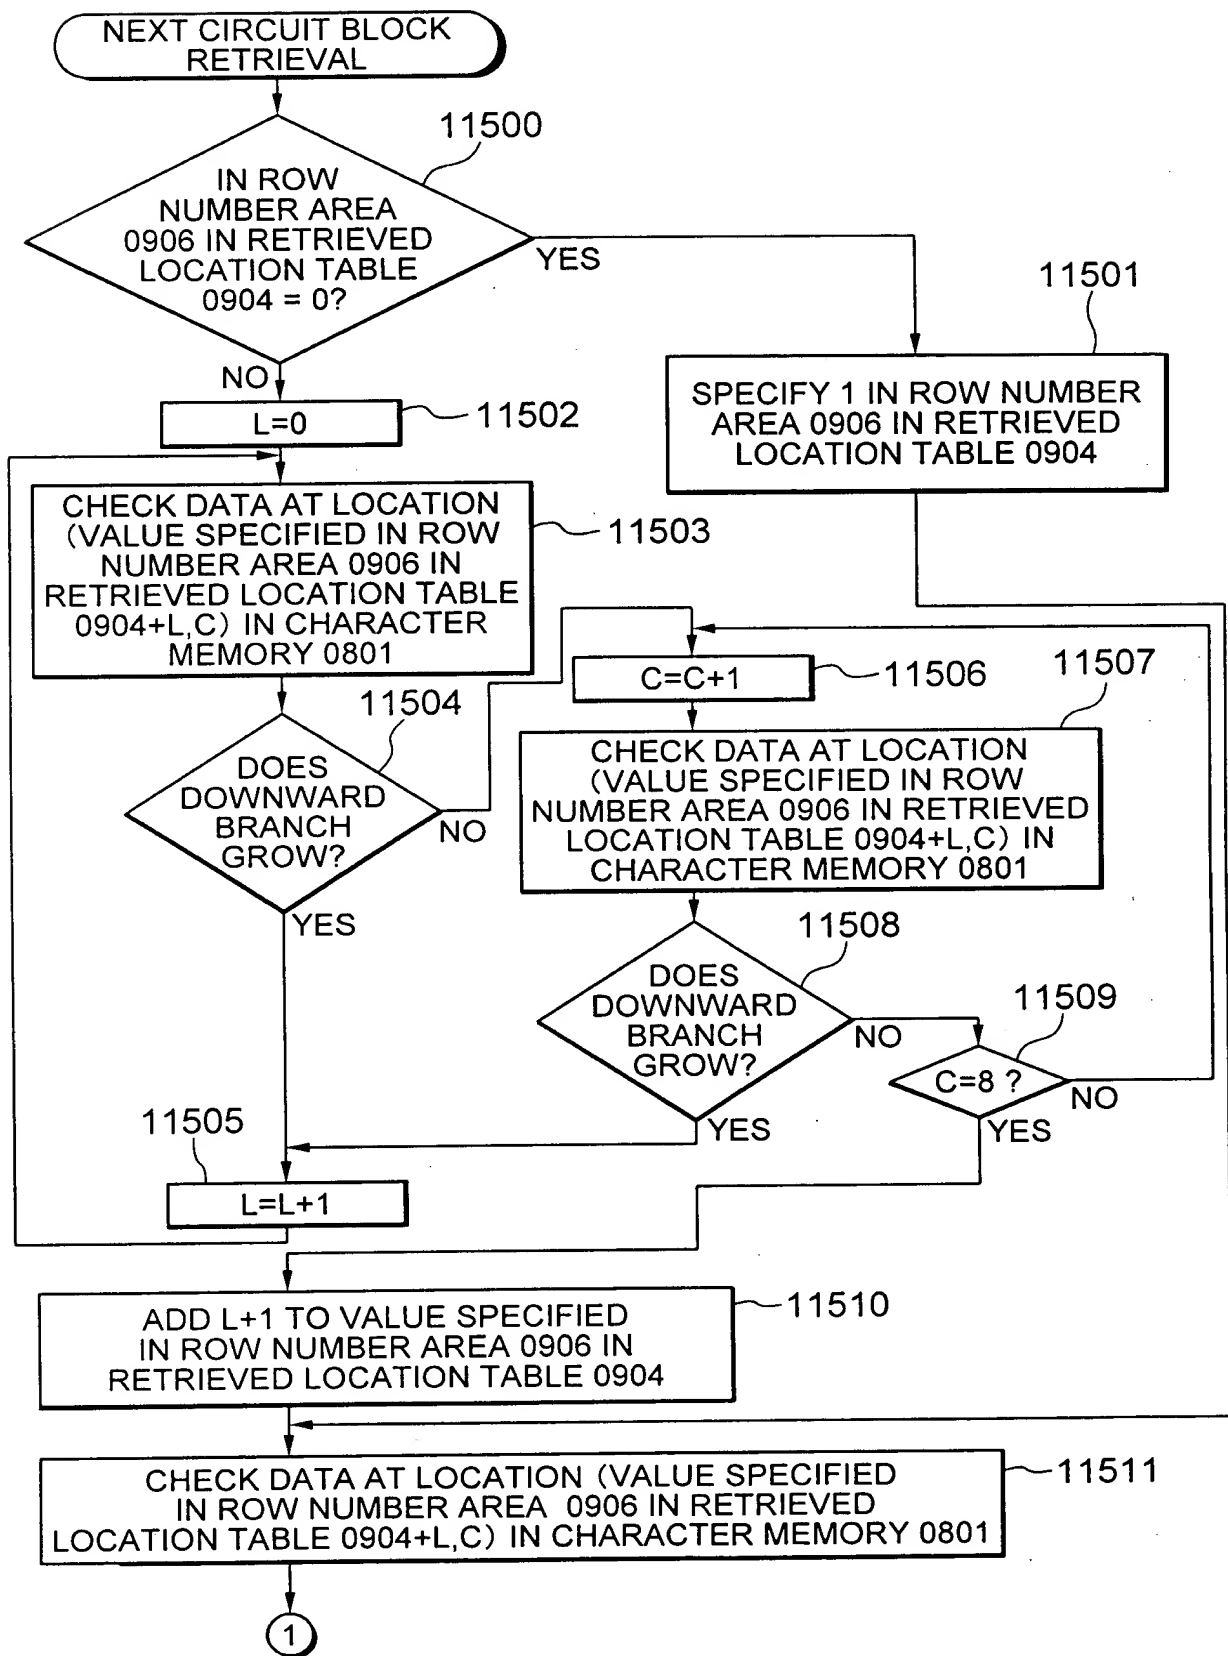 NEXT CIRCUIT BLOCK
RETRIEVAL
11500
IN ROW
NUMBER AREA
0906 IN RETRIEVED
LOCATION TABLE
0904 = 0?
YES
NO
11501
SPECIFY 1 IN ROW NUMBER
AREA 0906 IN RETRIEVED
LOCATION TABLE 0904
L=0
11502
CHECK DATA AT LOCATION
(VALUE SPECIFIED IN ROW
NUMBER AREA 0906 IN
RETRIEVED LOCATION TABLE
0904+L,C) IN CHARACTER
MEMORY 0801
11503
11504
DOES
DOWNWARD
BRANCH
GROW?
NO
YES
C=C+1
11506
11507
CHECK DATA AT LOCATION
(VALUE SPECIFIED IN ROW
NUMBER AREA 0906 IN RETRIEVED
LOCATION TABLE 0904+L,C) IN
CHARACTER MEMORY 0801
11508
DOES
DOWNWARD
BRANCH
GROW?
NO
YES
11509
C=8 ?
NO
YES
11505
L=L+1
ADD L+1 TO VALUE SPECIFIED
IN ROW NUMBER AREA 0906 IN
RETRIEVED LOCATION TABLE 0904
11510
CHECK DATA AT LOCATION (VALUE SPECIFIED
IN ROW NUMBER AREA 0906 IN RETRIEVED
LOCATION TABLE 0904+L,C) IN CHARACTER MEMORY 0801
11511
1